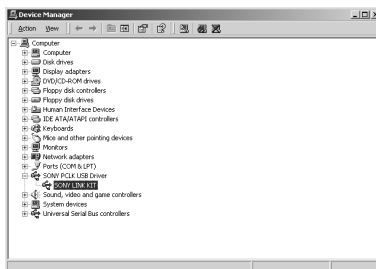 Device Manager
Action View
Computer
Computer
Disk drives
Display adapters
DVD/CD-ROM drives
Floppy disk controllers
Floppy disk drives
Human Interface Devices
IDE ATA/ATAPI controllers
Keyboards
Mice and other pointing devices
Monitors
Network adapters
Ports (COM & LPT)
SONY PCLK USB Driver
SONY LINK KIT
Sound, video and game controllers
System devices
Universal Serial Bus controllers